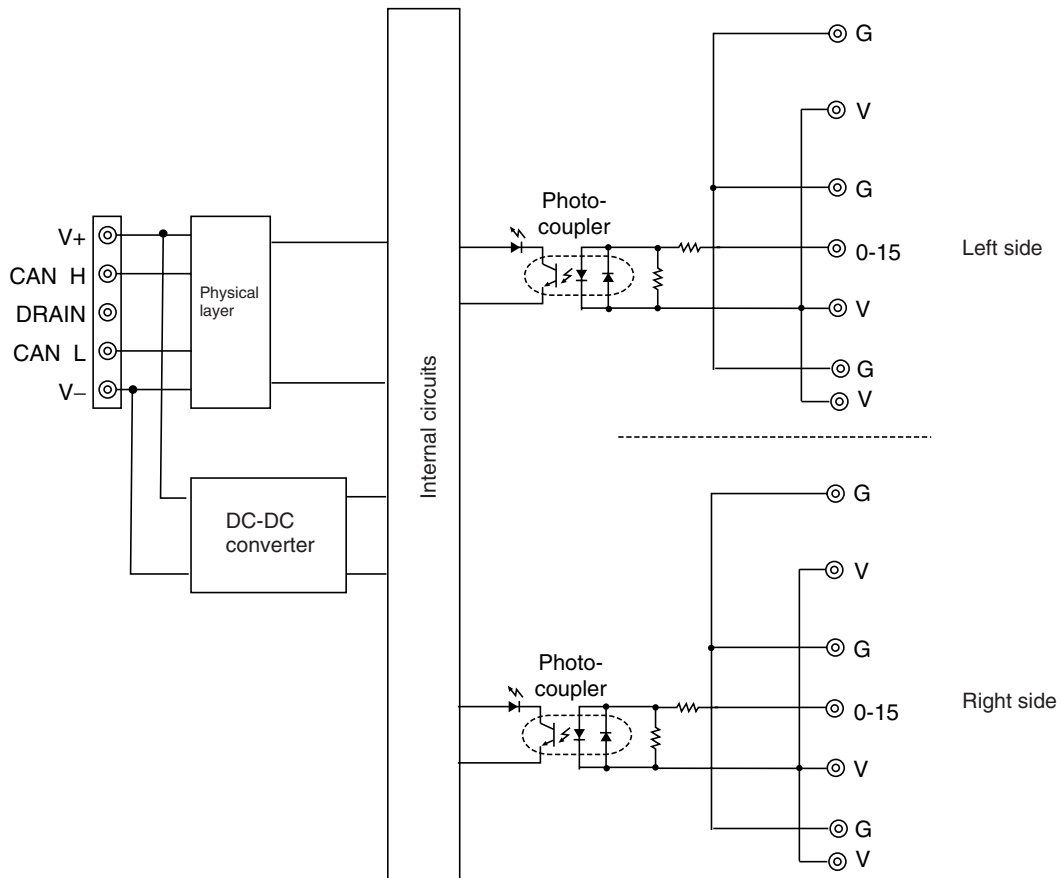 V+
CAN H
DRAIN
CAN L
V–
Physical
layer
DC-DC
converter
Internal circuits
Photo-
coupler
G
V
G
0-15
V
G
V
Left side
Photo-
coupler
G
V
G
0-15
V
G
V
Right side